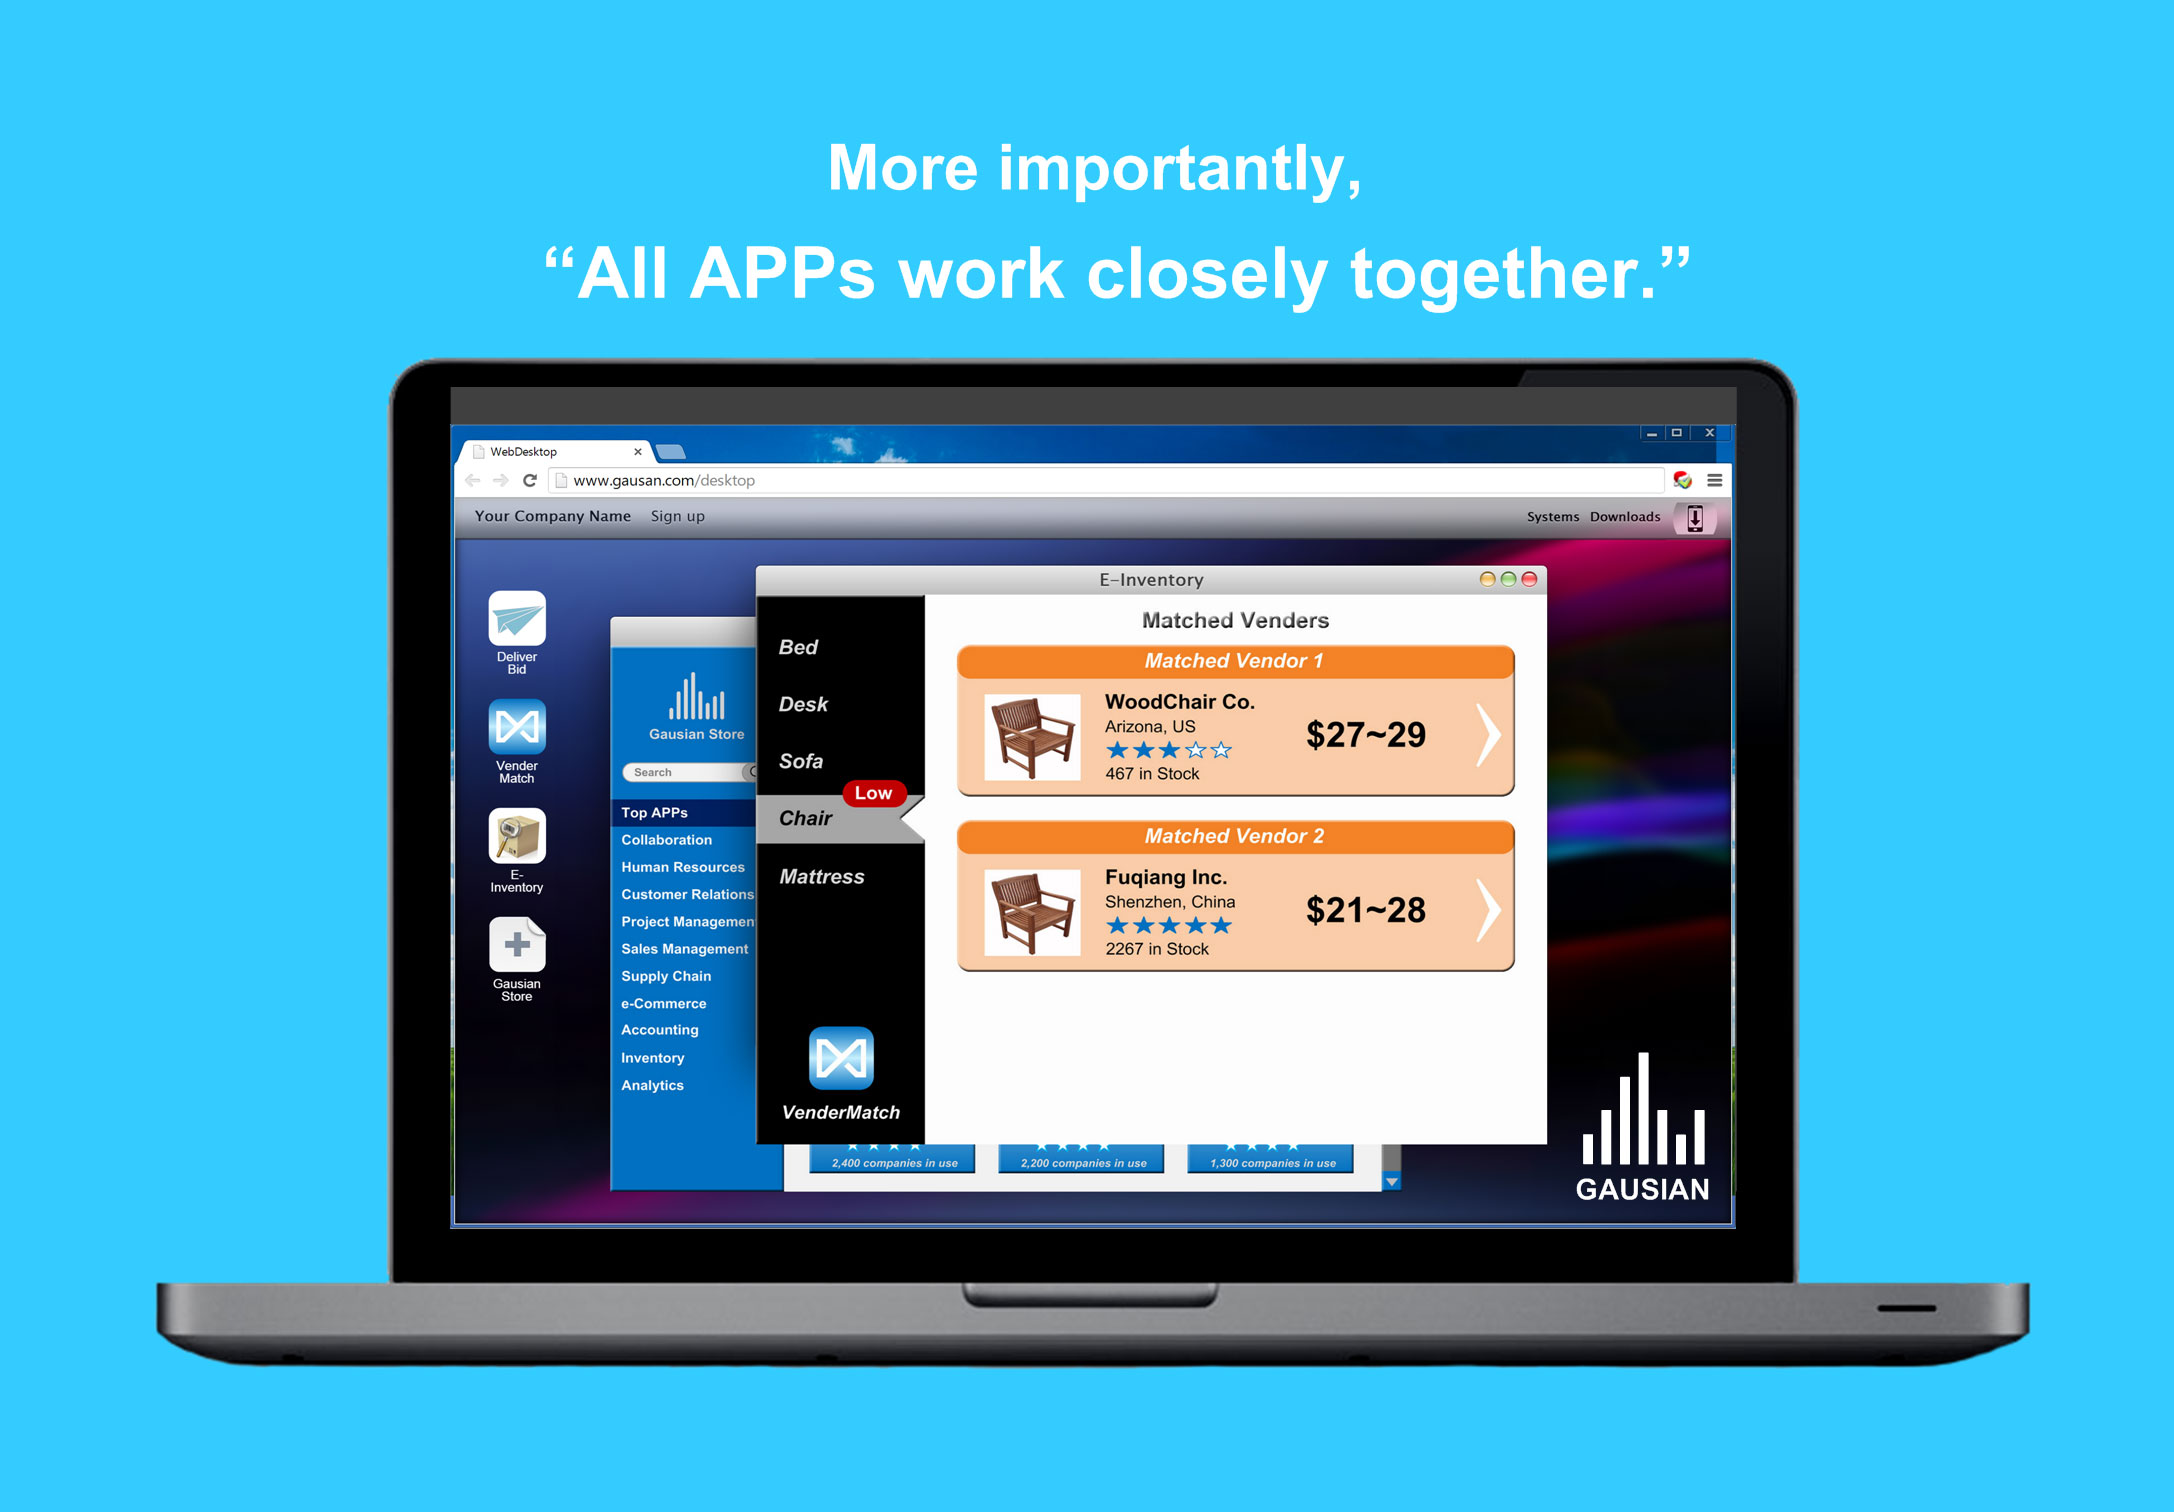 More importantly,
“All APPs work closely together.”
WebDesktop
www.gausan.com/desktop
Your Company Name Sign up
Systems Downloads
Deliver
Bid
Vender
Match
E-
Inventory
Gausian
Store
Gausian Store
Search
Top APPs
Collaboration
Human Resources
Customer Relations
Project Managemen
Sales Management
Supply Chain
e-Commerce
Accounting
Inventory
Analytics
E-Inventory
Bed
Desk
Sofa
Low
Chair
Mattress
VenderMatch
Matched Venders
Matched Vendor 1
WoodChair Co.
Arizona, US
467 in Stock
$27~29
Matched Vendor 2
Fuqiang Inc.
Shenzhen, China
2267 in Stock
$21~28
2,400 companies in use
2,200 companies in use
1,300 companies in use
GAUSIAN